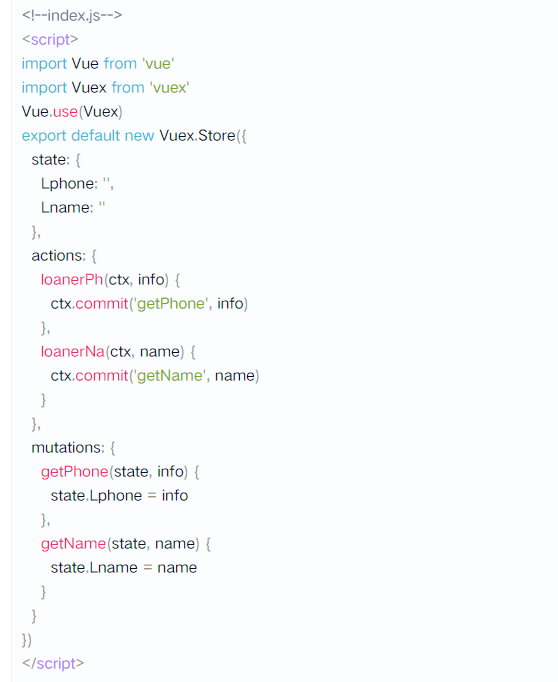 <!--index.js-->
<script>
import Vue from 'vue'
import Vuex from 'vuex'
Vue.use(Vuex)
export default new Vuex.Store({
  state: {
    Lphone: '',
    Lname: ''
  },
  actions: {
    loanerPh(ctx, info) {
      ctx.commit('getPhone', info)
    },
    loanerNa(ctx, name) {
      ctx.commit('getName', name)
    }
  },
  mutations: {
    getPhone(state, info) {
      state.Lphone = info
    },
    getName(state, name) {
      state.Lname = name
    }
  }
})
</script>